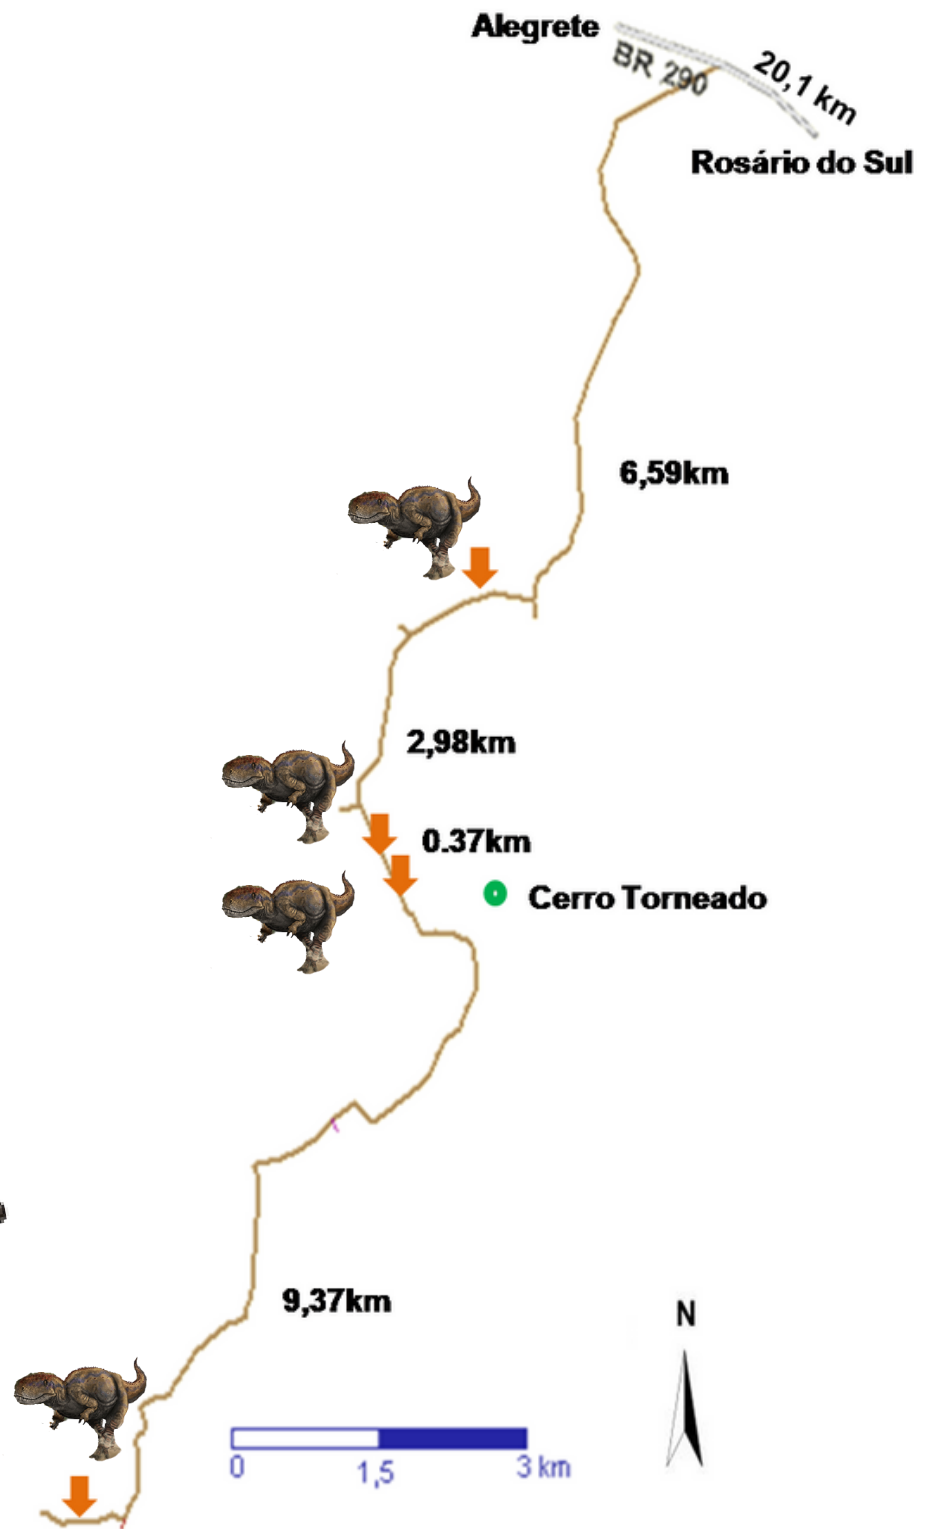 Alegrete
BR 290
20,1 km
Rosário do Sul
6,59km
2,98km
0.37km
Cerro Torneado
9,37km
N
0
1,5
3 km